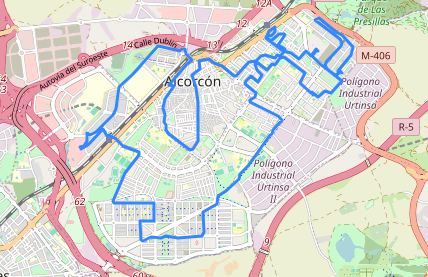 12A
de Las
Presillas
14
Calle Dublín
13
M-406
Autovía del Suroeste
Alcorcón
Polígono
Industrial
Urtinsa
R-5
Polígono
Industrial
Urtinsa
II
62
9
60
es